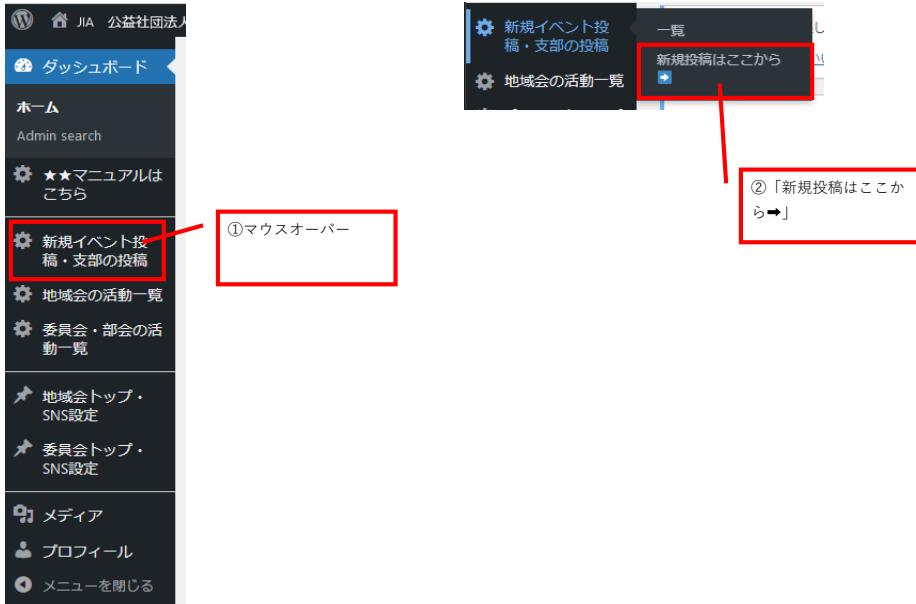 JIA 公益社団法人
ダッシュボード
ホーム
Admin search
★★マニュアルは
こちら
新規イベント投
稿・支部の投稿
地域会の活動一覧
委員会・部会の活
動一覧
地域会トップ・
SNS設定
委員会トップ・
SNS設定
メディア
プロフィール
メニューを閉じる
①マウスオーバー
新規イベント投
稿・支部の投稿
地域会の活動一覧
一覧
新規投稿はここから
➡
②「新規投稿はここか
ら➡」